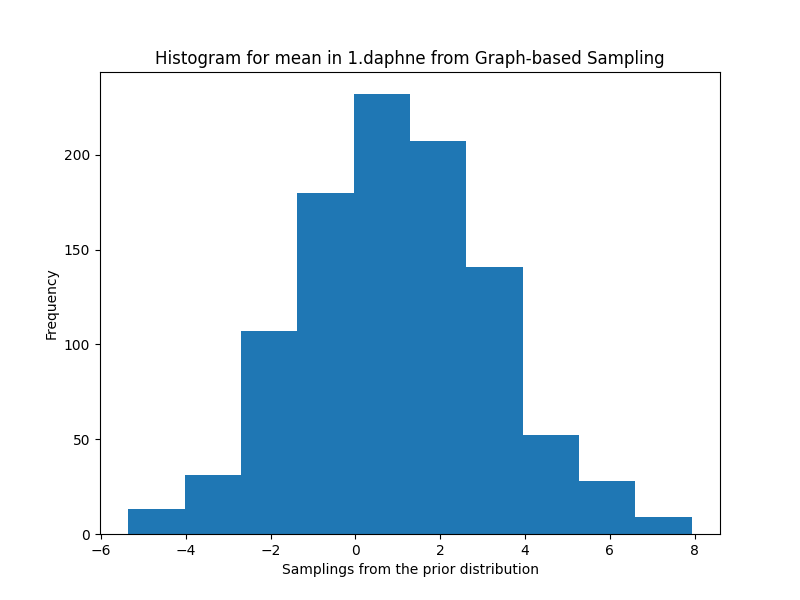 Histogram for mean in 1.daphne from Graph-based Sampling
200
150
100
50
0
Frequency
−6 −4 −2 0 2 4 6 8
Samplings from the prior distribution